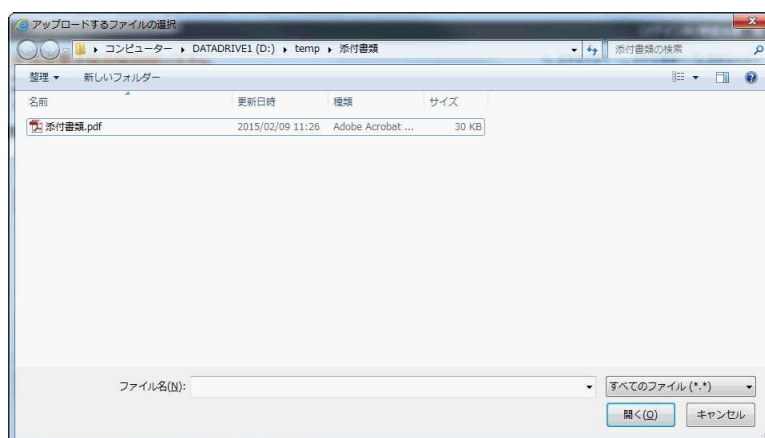 アップロードするファイルの選択
コンピューター ▸ DATADRIVE1 (D:) ▸ temp ▸ 添付書類
添付書類の検索
整理 ▼ 新しいフォルダー
名前 更新日時 種類 サイズ
添付書類.pdf 2015/02/09 11:26 Adobe Acrobat ... 30 KB
ファイル名(N): すべてのファイル (*.*)
開く(O) キャンセル